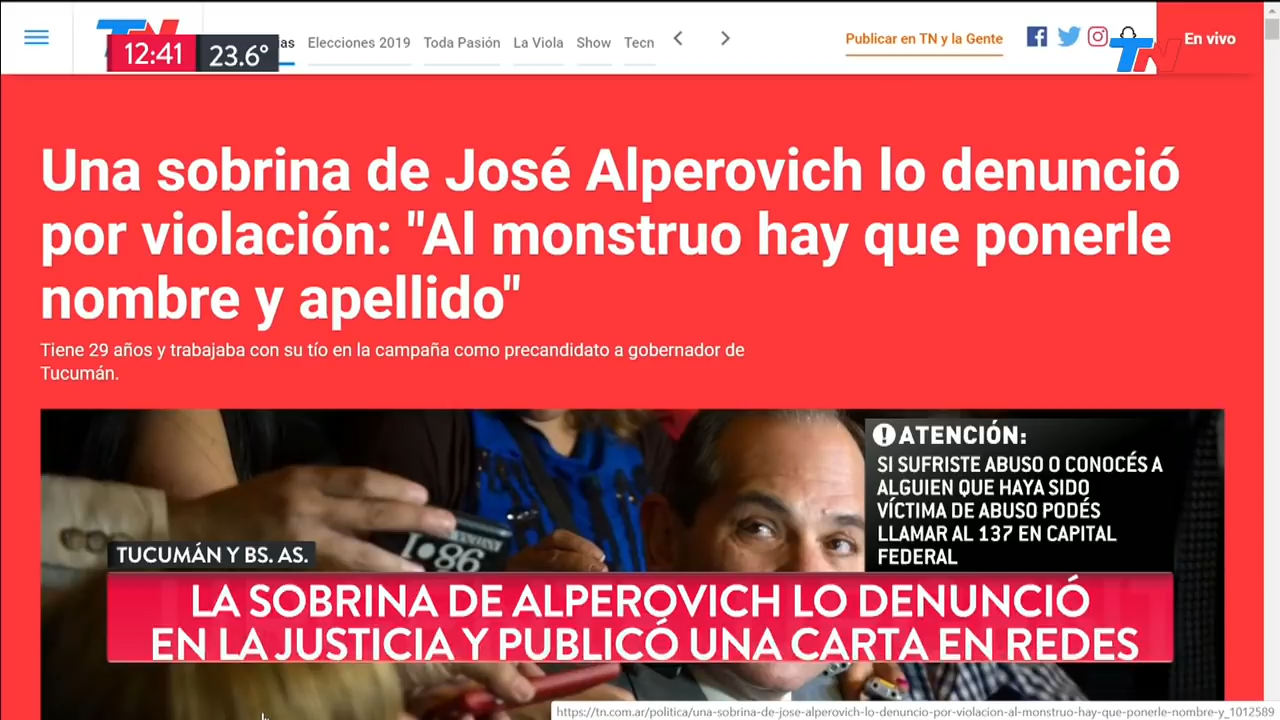 TN
12:41 23.6°
as Elecciones 2019 Toda Pasión La Viola Show Tecn
Publicar en TN y la Gente
TN
En vivo
Una sobrina de José Alperovich lo denunció
por violación: "Al monstruo hay que ponerle
nombre y apellido"
Tiene 29 años y trabajaba con su tío en la campaña como precandidato a gobernador de
Tucumán.
ATENCIÓN:
SI SUFRISTE ABUSO O CONOCÉS A
ALGUIEN QUE HAYA SIDO
VÍCTIMA DE ABUSO PODÉS
LLAMAR AL 137 EN CAPITAL
FEDERAL
TUCUMÁN Y BS. AS.
LA SOBRINA DE ALPEROVICH LO DENUNCIÓ
EN LA JUSTICIA Y PUBLICÓ UNA CARTA EN REDES
https://tn.com.ar/politica/una-sobrina-de-jose-alperovich-lo-denuncio-por-violacion-al-monstruo-hay-que-ponerle-nombre-y_1012589